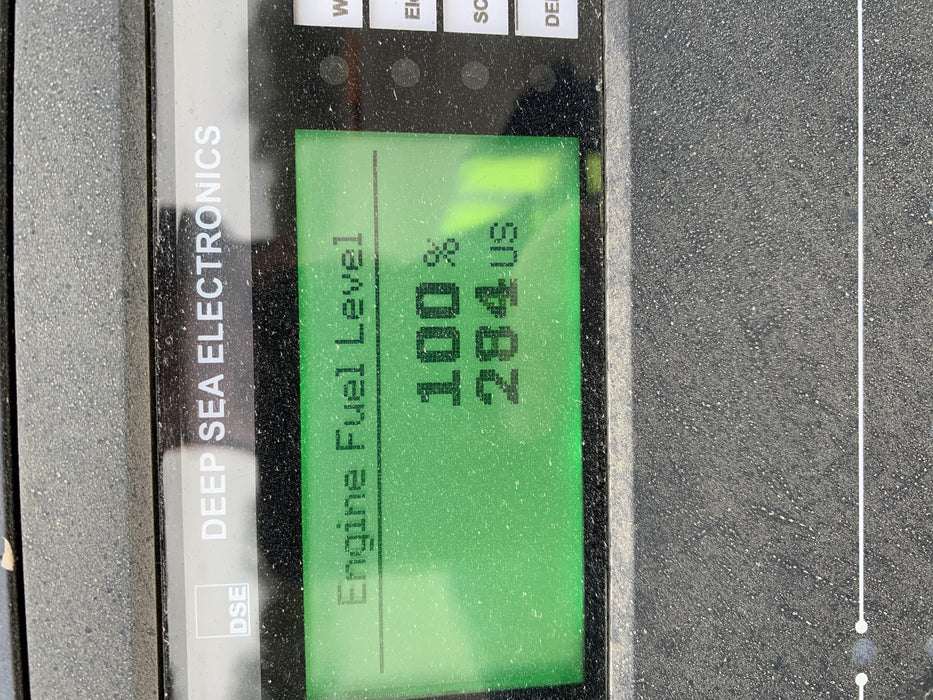 DSE DEEP SEA ELECTRONICS
Engine Fuel Level
100 %
284 US